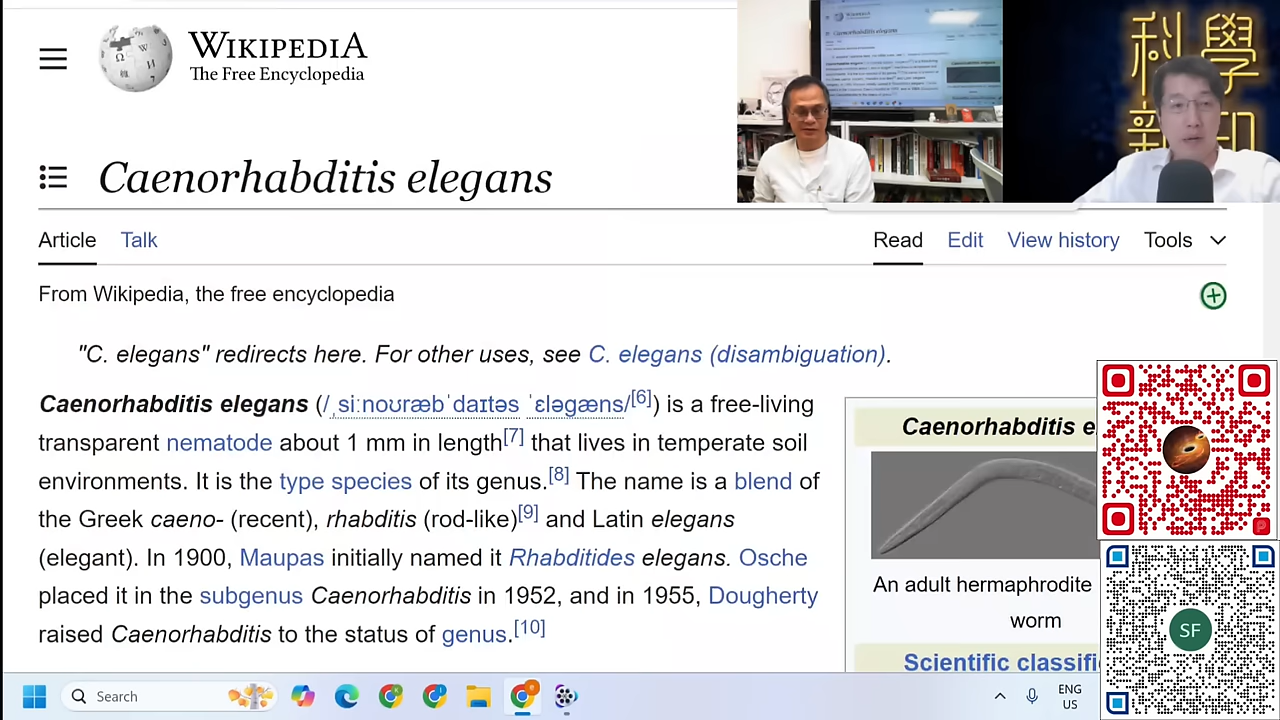 WIKIPEDIA
The Free Encyclopedia
科學
新知
Caenorhabditis elegans
Article Talk Read Edit View history Tools
From Wikipedia, the free encyclopedia
"C. elegans" redirects here. For other uses, see C. elegans (disambiguation).
Caenorhabditis elegans (/ˌsiːnoʊræbˈdaɪtəs ˈɛləɡæns/[6]) is a free-living
transparent nematode about 1 mm in length[7] that lives in temperate soil
environments. It is the type species of its genus.[8] The name is a blend of
the Greek caeno- (recent), rhabditis (rod-like)[9] and Latin elegans
(elegant). In 1900, Maupas initially named it Rhabditides elegans. Osche
placed it in the subgenus Caenorhabditis in 1952, and in 1955, Dougherty
raised Caenorhabditis to the status of genus.[10]
Caenorhabditis e
An adult hermaphrodite
worm
Scientific classifi
SF
Search
ENG
US